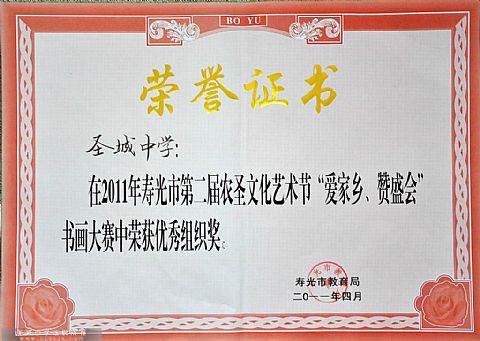 BO YU
荣誉证书
圣城中学：
在2011年寿光市第二届农圣文化艺术节“爱家乡、赞盛会”
书画大赛中荣获优秀组织奖。
寿光市教育局
二〇一一年四月